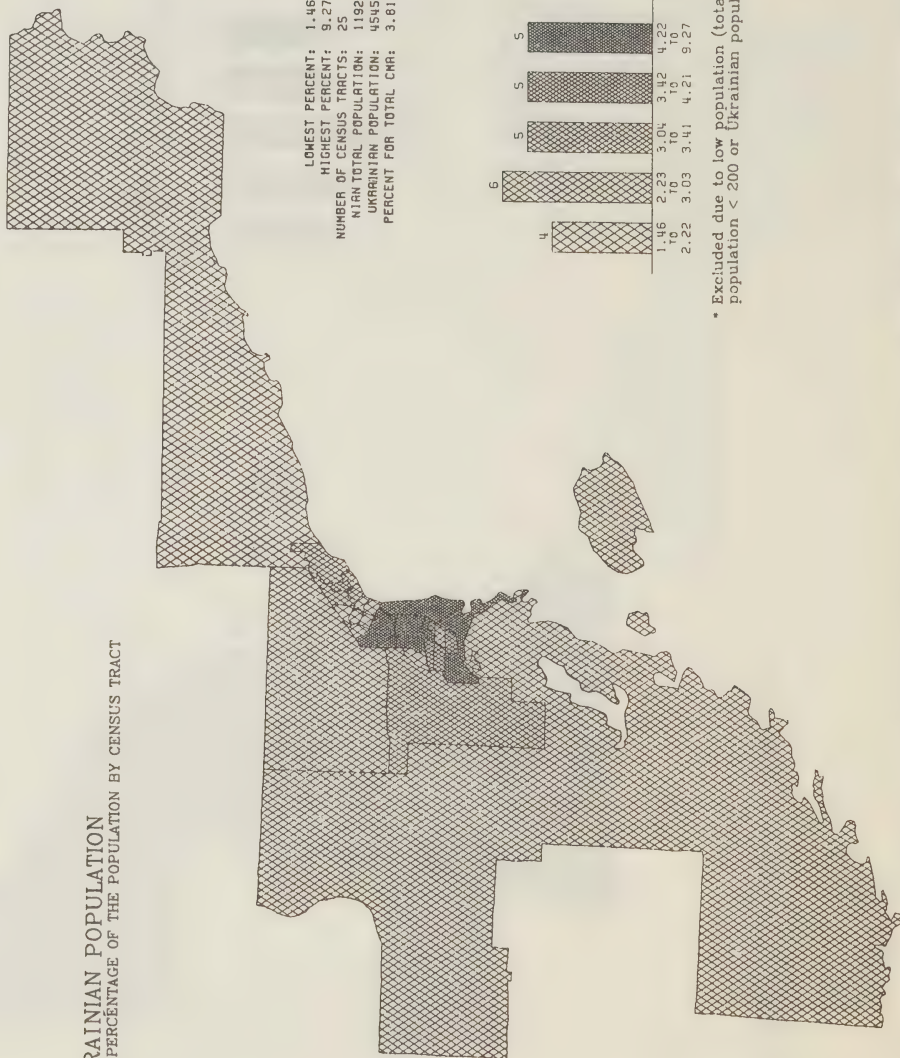 RAINIAN POPULATION
PERCENTAGE OF THE POPULATION BY CENSUS TRACT
LOWEST PERCENT: 1.46
HIGHEST PERCENT: 9.27
NUMBER OF CENSUS TRACTS: 25
NIAN TOTAL POPULATION: 1192
UKRAINIAN POPULATION: 4545
PERCENT FOR TOTAL CMA: 3.81
4 6 5 5 5
1.46 2.23 3.04 3.42 4.22
TO TO TO TO TO
2.22 3.03 3.41 4.21 9.27
* Excluded due to low population (tota
population < 200 or Ukrainian popul